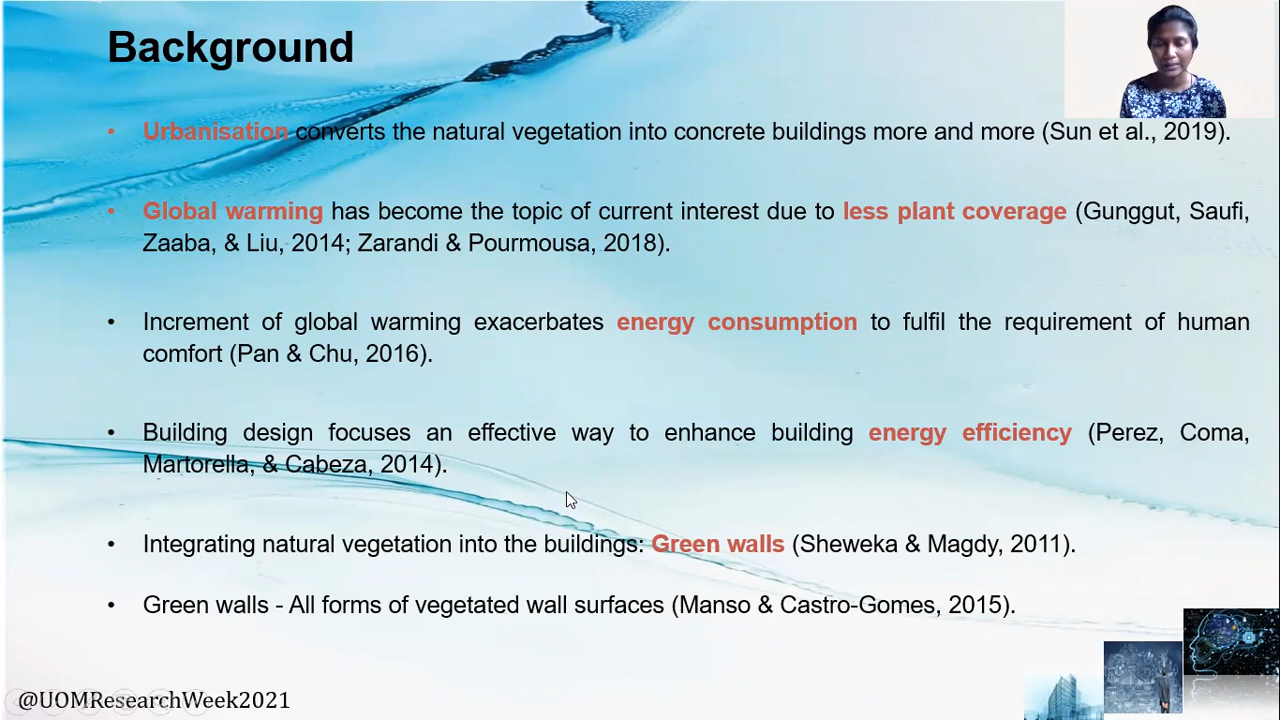 Background
• Urbanisation converts the natural vegetation into concrete buildings more and more (Sun et al., 2019).
• Global warming has become the topic of current interest due to less plant coverage (Gunggut, Saufi,
Zaaba, & Liu, 2014; Zarandi & Pourmousa, 2018).
• Increment of global warming exacerbates energy consumption to fulfil the requirement of human
comfort (Pan & Chu, 2016).
• Building design focuses an effective way to enhance building energy efficiency (Perez, Coma,
Martorella, & Cabeza, 2014).
• Integrating natural vegetation into the buildings: Green walls (Sheweka & Magdy, 2011).
• Green walls - All forms of vegetated wall surfaces (Manso & Castro-Gomes, 2015).
@UOMResearchWeek2021